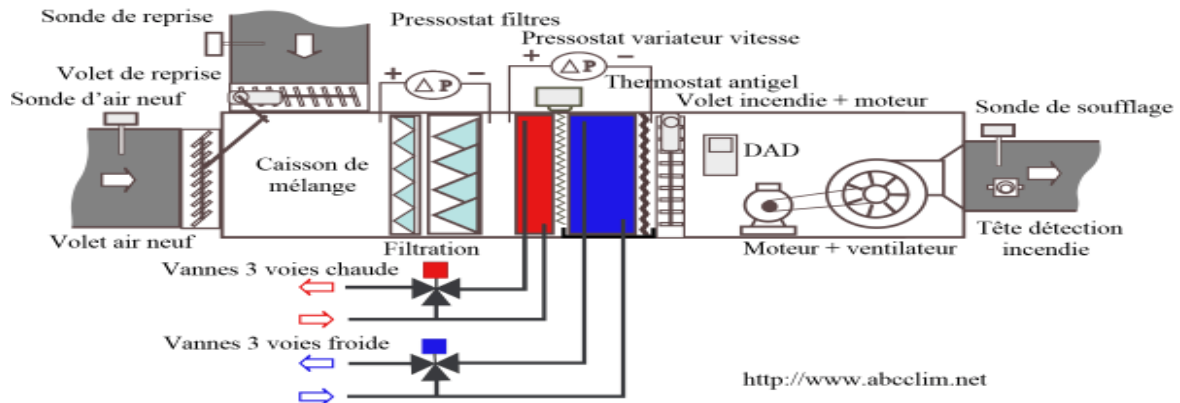 Sonde de reprise
Pressostat filtres
Pressostat variateur vitesse
+ Δ P −
+ Δ P −
Volet de reprise
Thermostat antigel
Sonde d'air neuf
Volet incendie + moteur
Sonde de soufflage
Caisson de
mélange
DAD
Volet air neuf
Filtration
Moteur + ventilateur
Tête détection
incendie
Vannes 3 voies chaude
Vannes 3 voies froide
http://www.abcclim.net